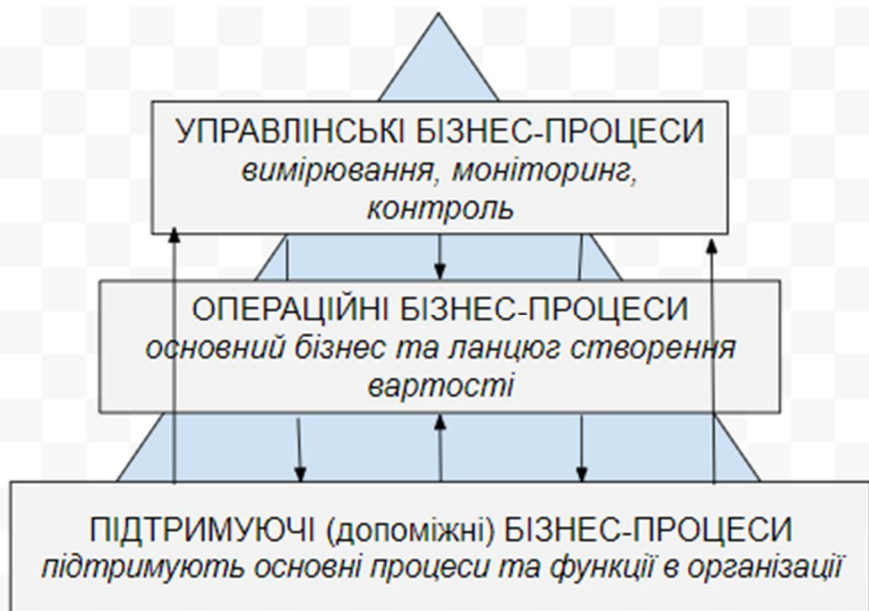 УПРАВЛІНСЬКІ БІЗНЕС-ПРОЦЕСИ
вимірювання, моніторинг,
контроль
ОПЕРАЦІЙНІ БІЗНЕС-ПРОЦЕСИ
основний бізнес та ланцюг створення
вартості
ПІДТРИМУЮЧІ (допоміжні) БІЗНЕС-ПРОЦЕСИ
підтримують основні процеси та функції в організації